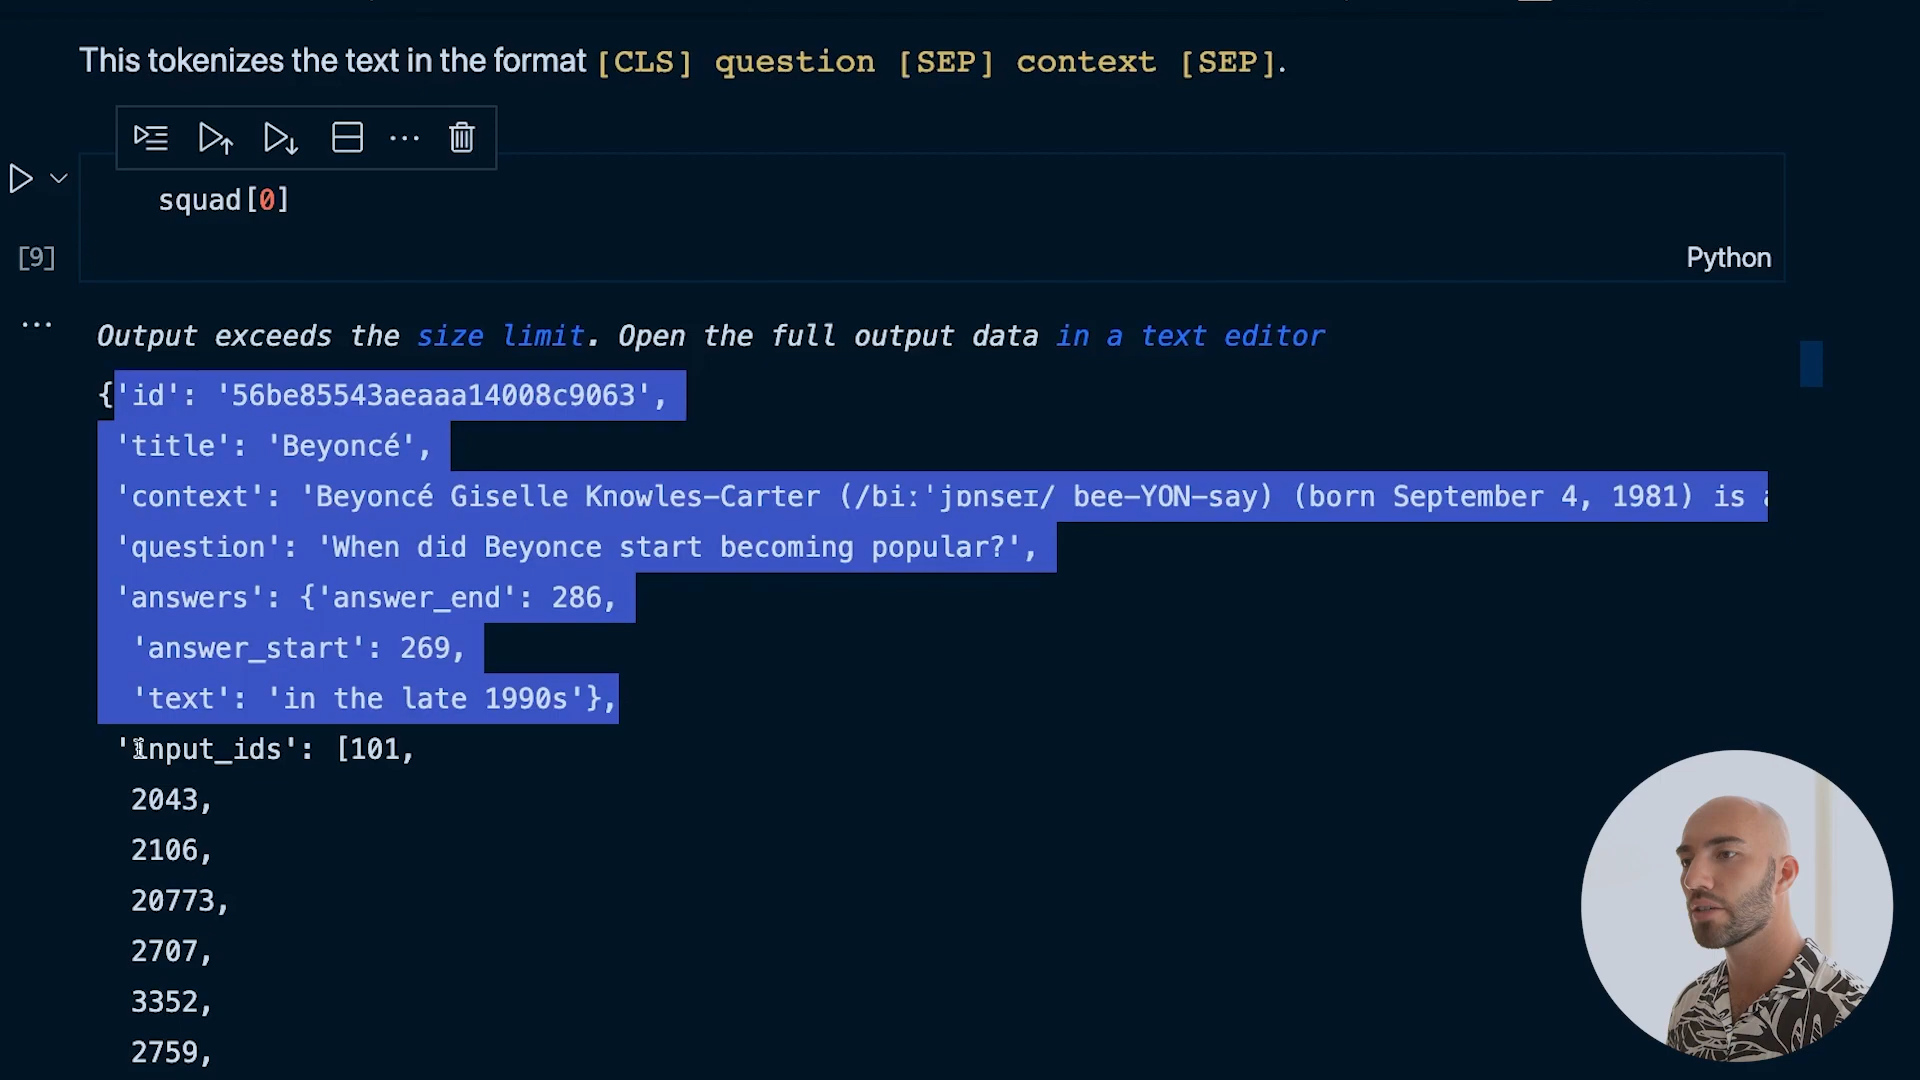 This tokenizes the text in the format [CLS] question [SEP] context [SEP].
squad[0]
[9]
Python
Output exceeds the size limit. Open the full output data in a text editor
{'id': '56be85543aeaaa14008c9063',
'title': 'Beyoncé',
'context': 'Beyoncé Giselle Knowles-Carter (/biːˈjɒnseɪ/ bee-YON-say) (born September 4, 1981) is
'question': 'When did Beyonce start becoming popular?',
'answers': {'answer_end': 286,
'answer_start': 269,
'text': 'in the late 1990s'},
'input_ids': [101,
2043,
2106,
20773,
2707,
3352,
2759,